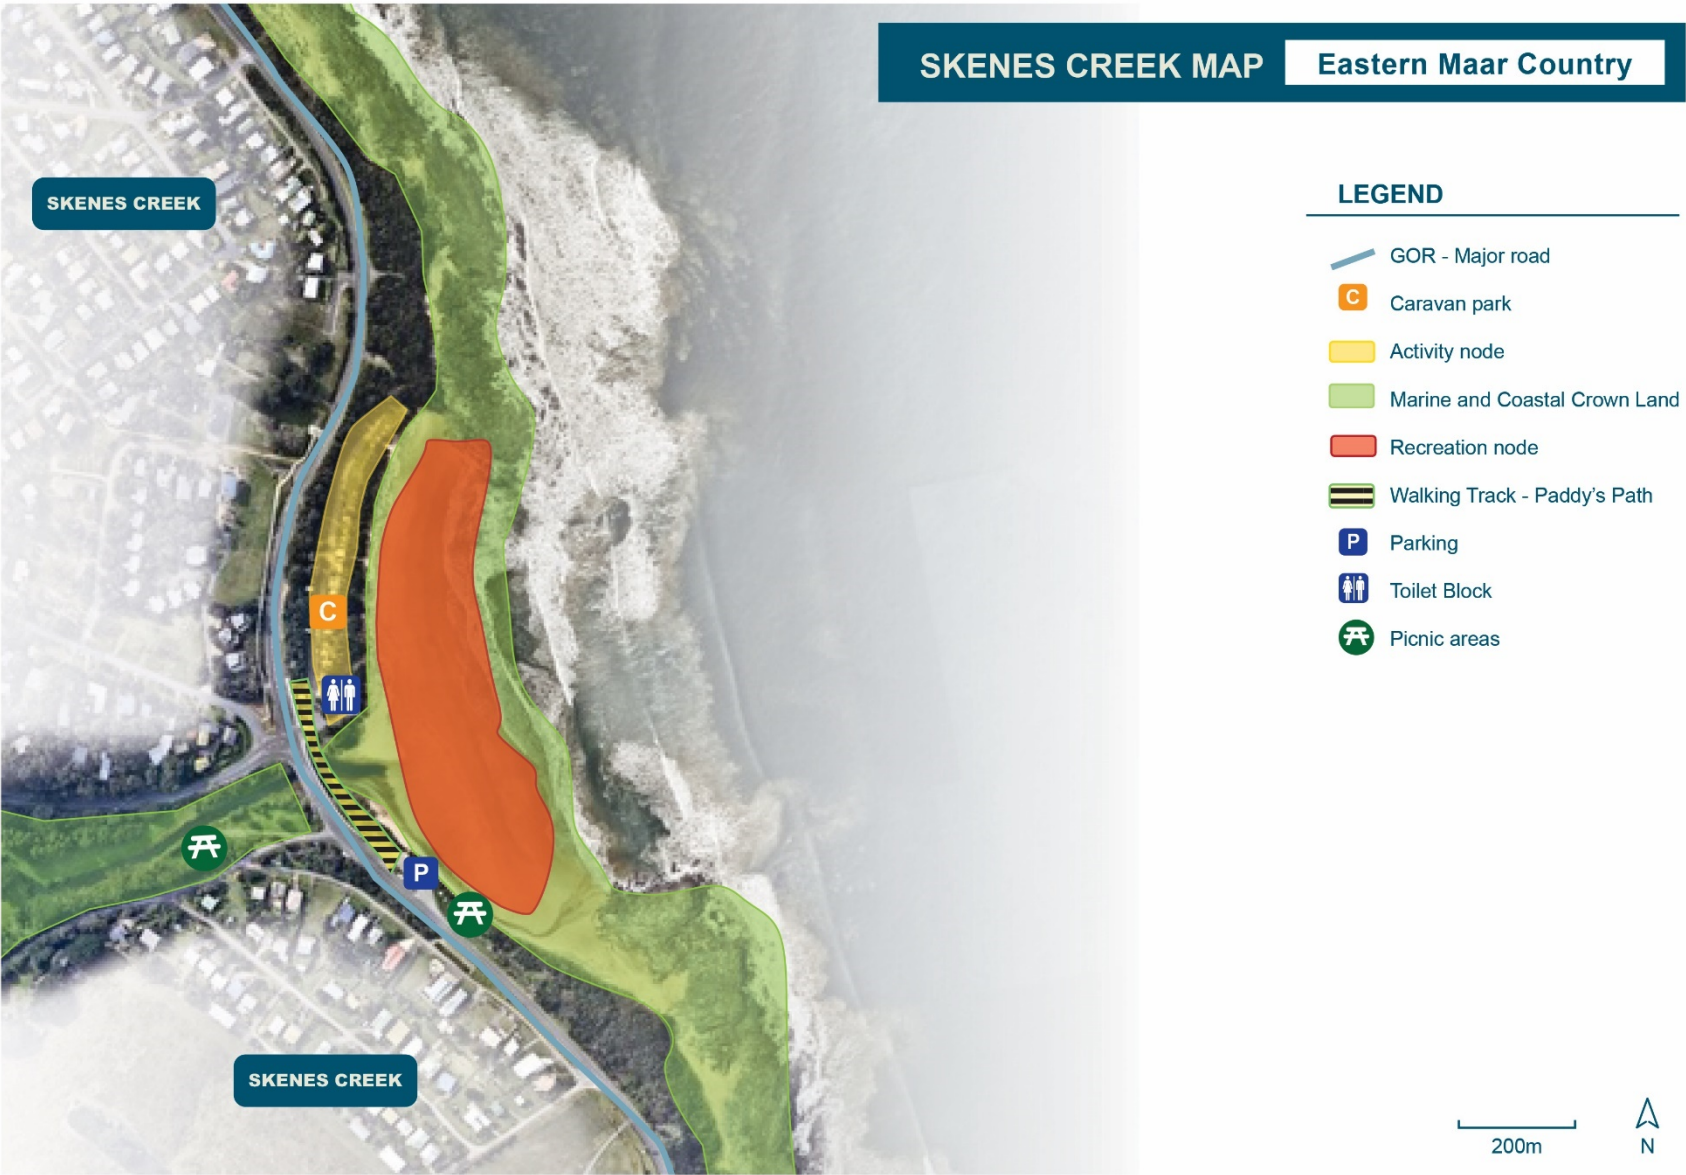 SKENES CREEK MAP
Eastern Maar Country
LEGEND
GOR - Major road
C
Caravan park
Activity node
Marine and Coastal Crown Land
Recreation node
Walking Track - Paddy's Path
P
Parking
Toilet Block
Picnic areas
SKENES CREEK
C
P
SKENES CREEK
200m
N